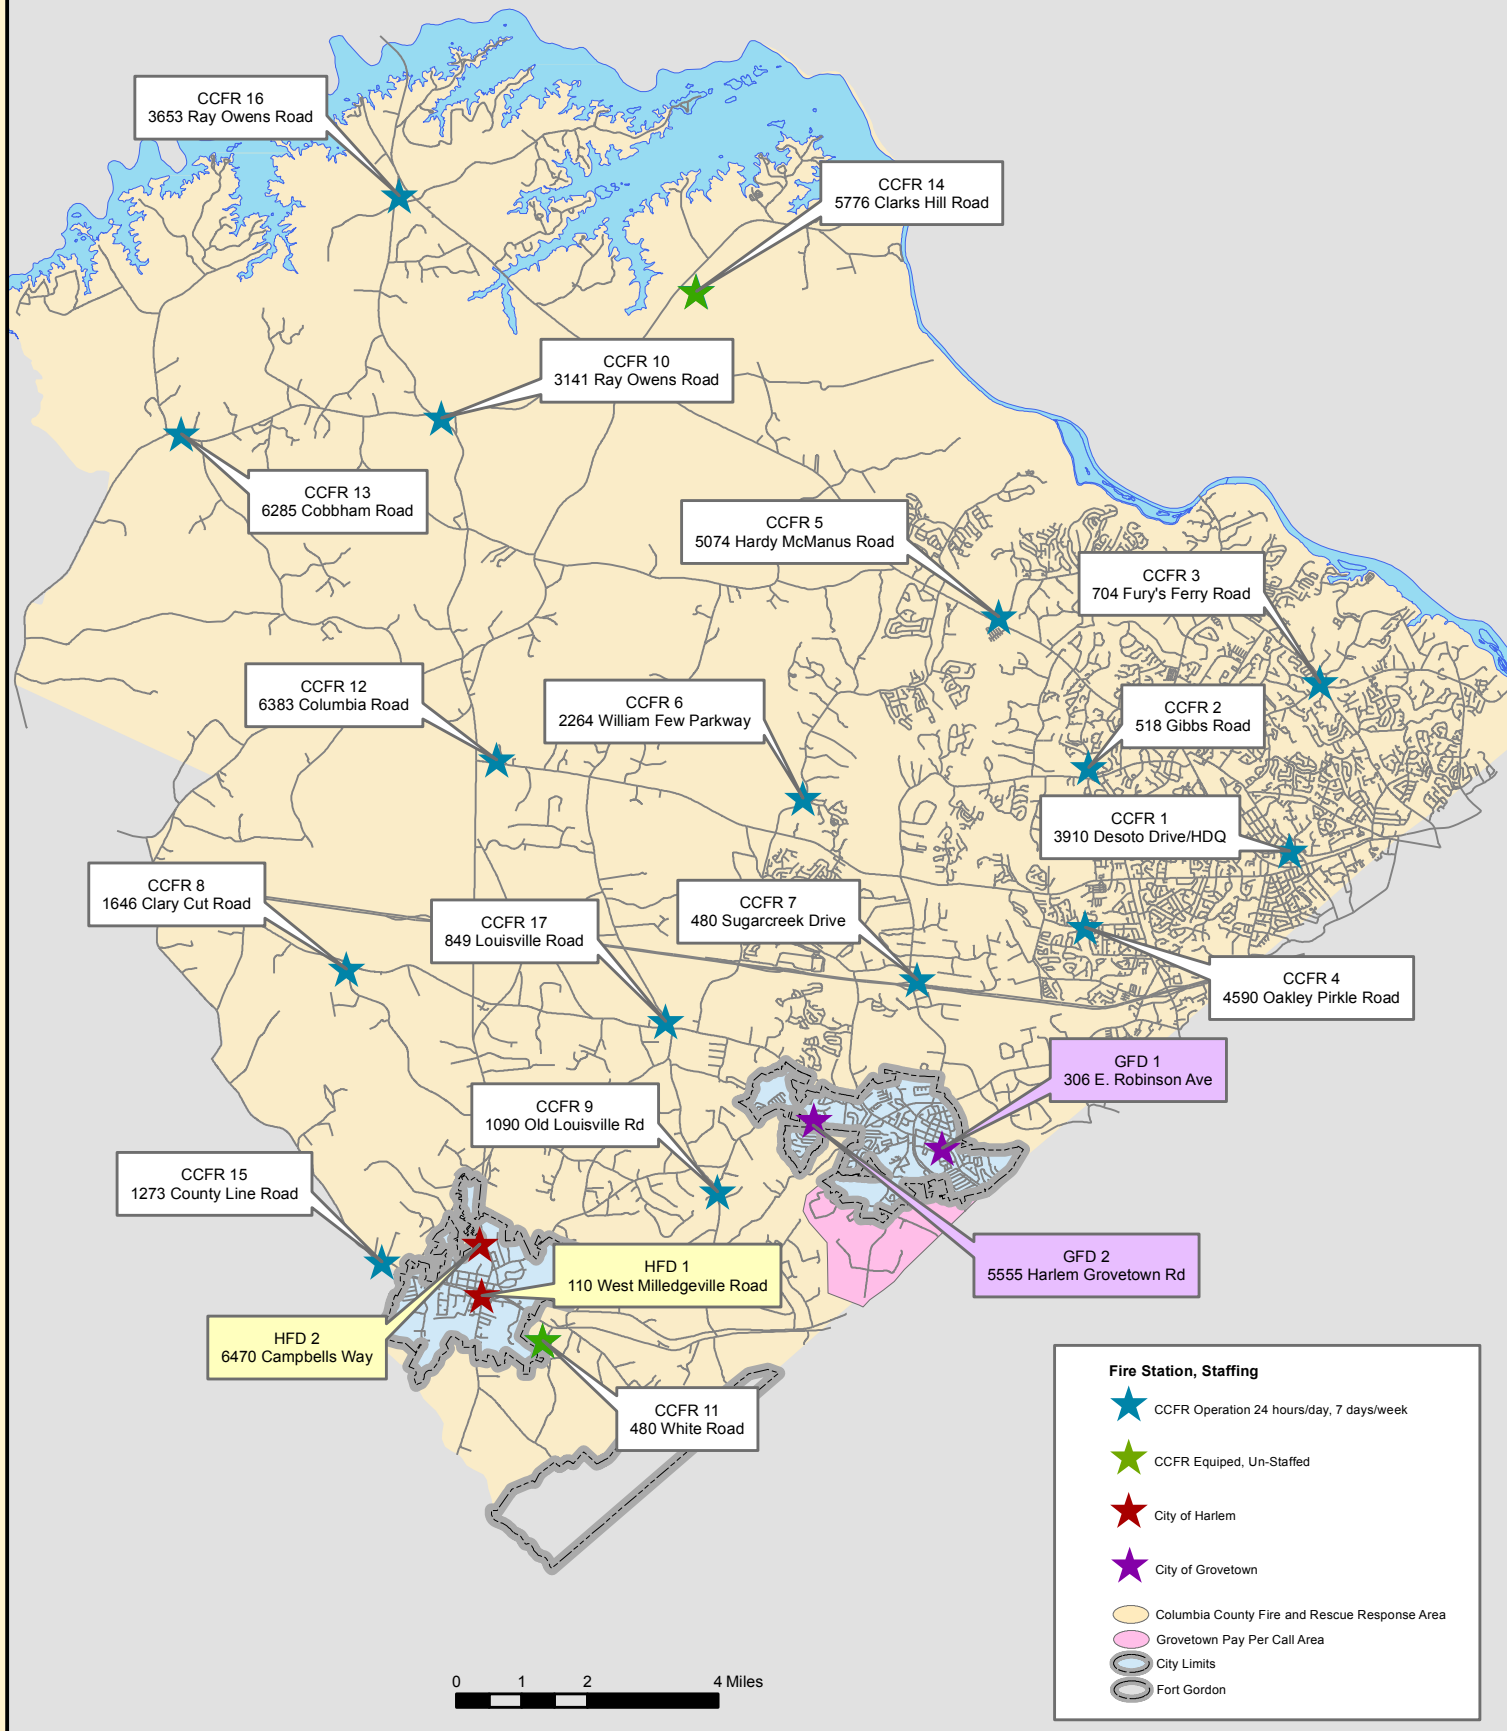 CCFR 16
3653 Ray Owens Road
CCFR 14
5776 Clarks Hill Road
CCFR 10
3141 Ray Owens Road
CCFR 13
6285 Cobbham Road
CCFR 5
5074 Hardy McManus Road
CCFR 3
704 Fury's Ferry Road
CCFR 12
6383 Columbia Road
CCFR 6
2264 William Few Parkway
CCFR 2
518 Gibbs Road
CCFR 1
3910 Desoto Drive/HDQ
CCFR 8
1646 Clary Cut Road
CCFR 17
849 Louisville Road
CCFR 7
480 Sugarcreek Drive
CCFR 4
4590 Oakley Pirkle Road
GFD 1
306 E. Robinson Ave
CCFR 9
1090 Old Louisville Rd
CCFR 15
1273 County Line Road
GFD 2
5555 Harlem Grovetown Rd
HFD 1
110 West Milledgeville Road
HFD 2
6470 Campbells Way
CCFR 11
480 White Road
Fire Station, Staffing
CCFR Operation 24 hours/day, 7 days/week
CCFR Equiped, Un-Staffed
City of Harlem
City of Grovetown
Columbia County Fire and Rescue Response Area
Grovetown Pay Per Call Area
City Limits
Fort Gordon
0 1 2 4 Miles